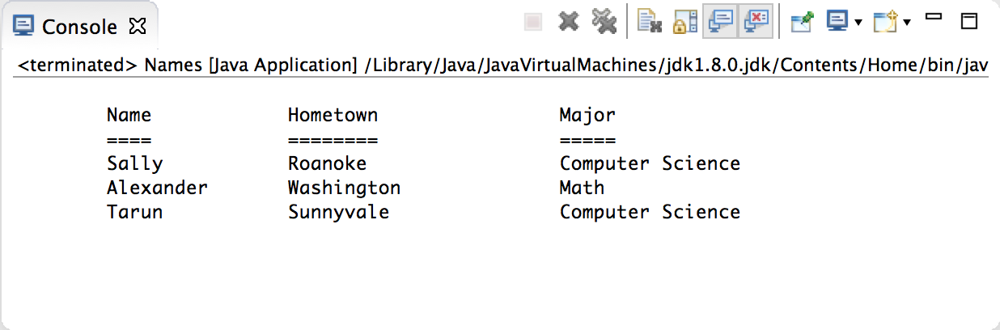 Console
<terminated> Names [Java Application] /Library/Java/JavaVirtualMachines/jdk1.8.0.jdk/Contents/Home/bin/jav
Name Hometown Major
==== ======== =====
Sally Roanoke Computer Science
Alexander Washington Math
Tarun Sunnyvale Computer Science